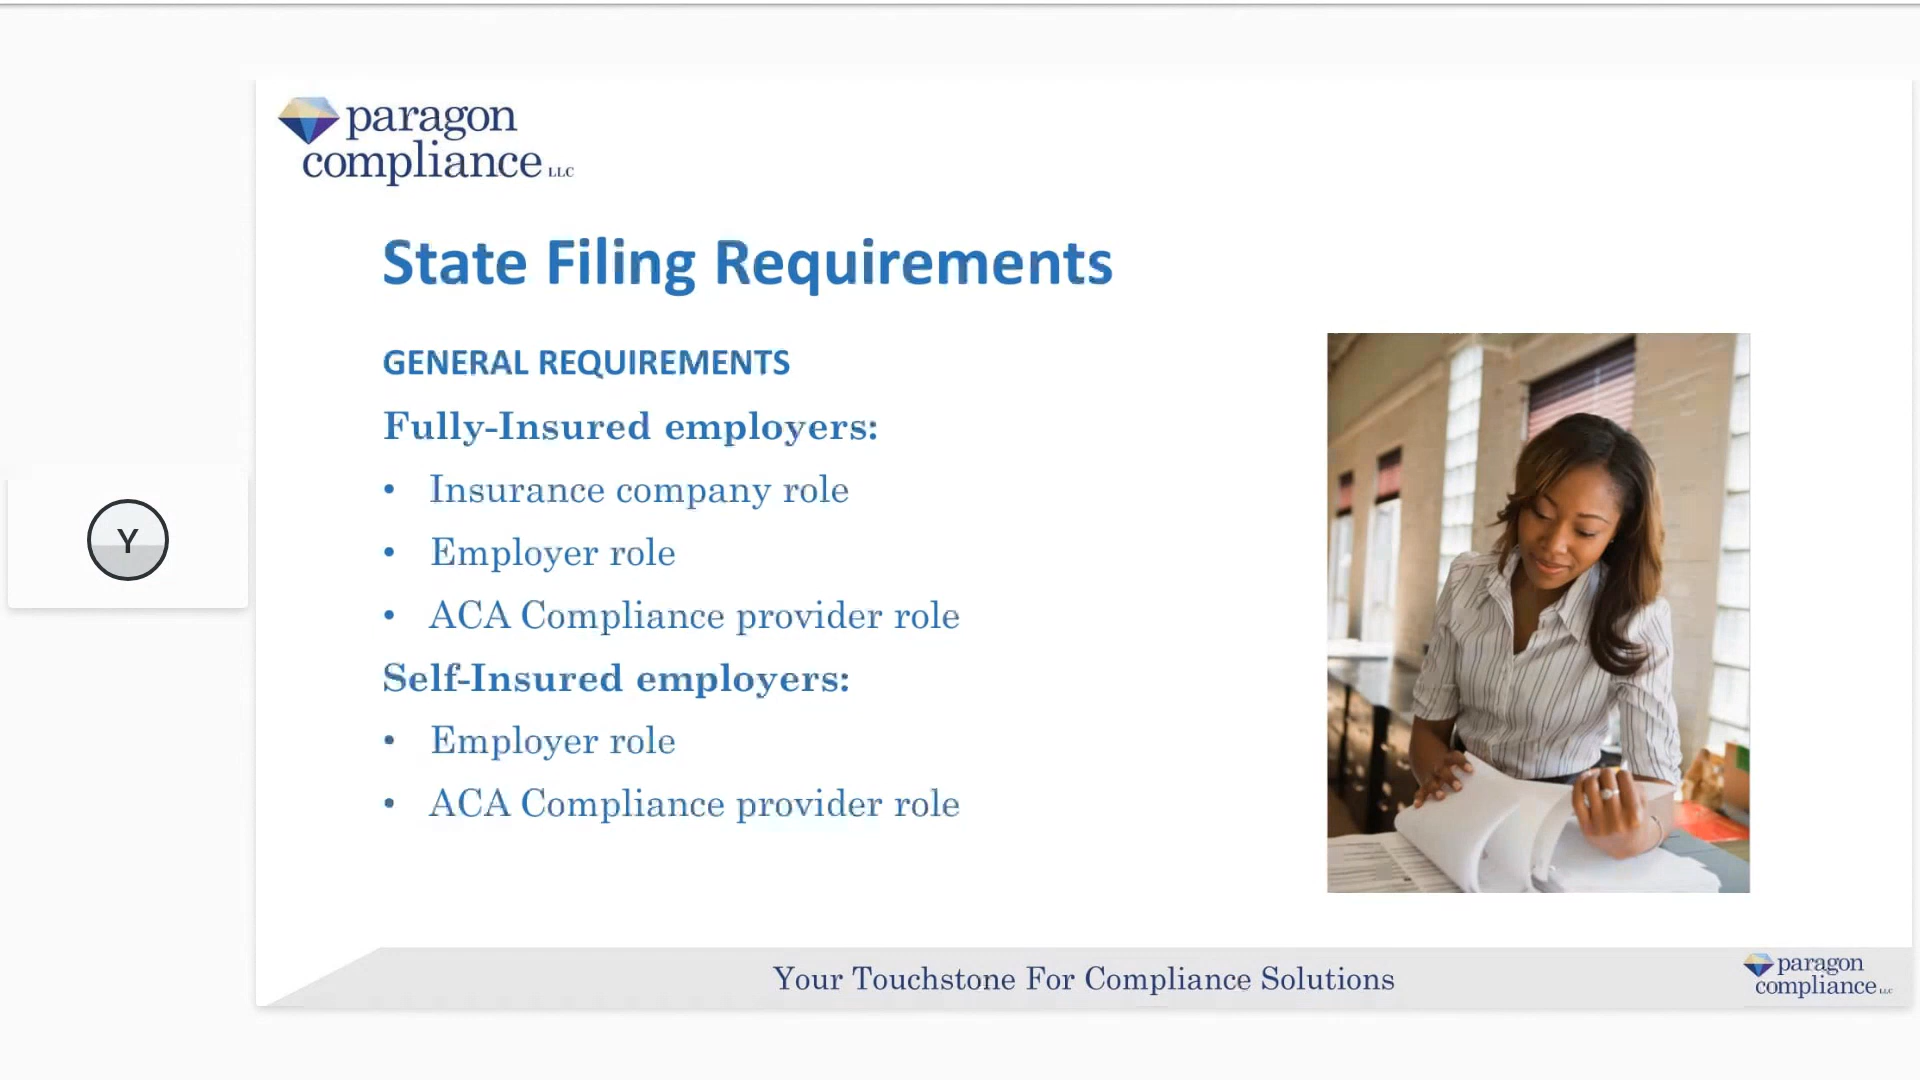 paragon
compliance LLC
State Filing Requirements
GENERAL REQUIREMENTS
Fully-Insured employers:
• Insurance company role
• Employer role
• ACA Compliance provider role
Self-Insured employers:
• Employer role
• ACA Compliance provider role
Y
Your Touchstone For Compliance Solutions
paragon
compliance LLC